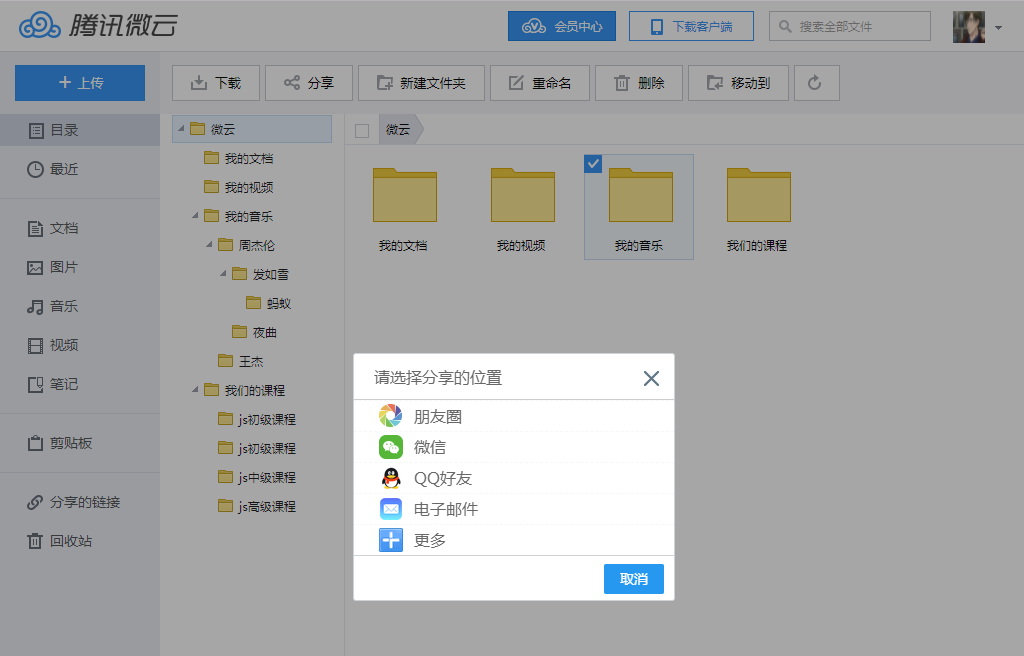 腾讯微云
会员中心
下载客户端
搜索全部文件
上传
下载
分享
新建文件夹
重命名
删除
移动到
目录
最近
文档
图片
音乐
视频
笔记
剪贴板
分享的链接
回收站
微云
我的文档
我的视频
我的音乐
周杰伦
发如雪
蚂蚁
夜曲
王杰
我们的课程
js初级课程
js初级课程
js中级课程
js高级课程
微云
我的文档
我的视频
我的音乐
我们的课程
请选择分享的位置
朋友圈
微信
QQ好友
电子邮件
更多
取消